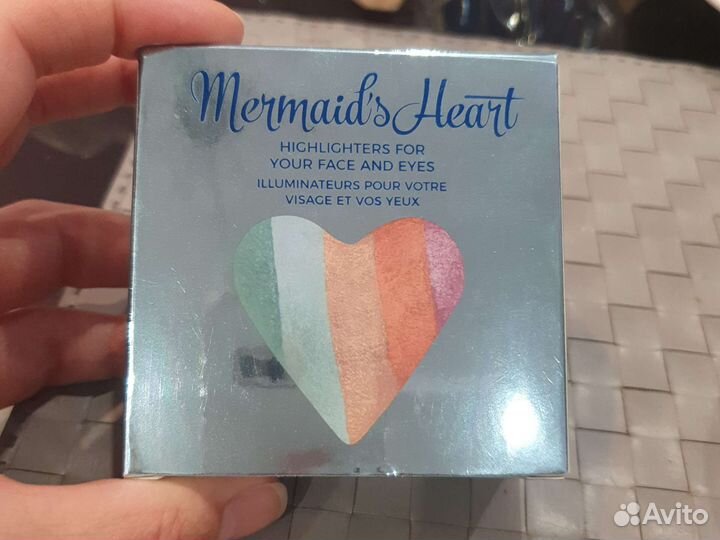 Mermaid's Heart
HIGHLIGHTERS FOR
YOUR FACE AND EYES
ILLUMINATEURS POUR VOTRE
VISAGE ET VOS YEUX
Avito